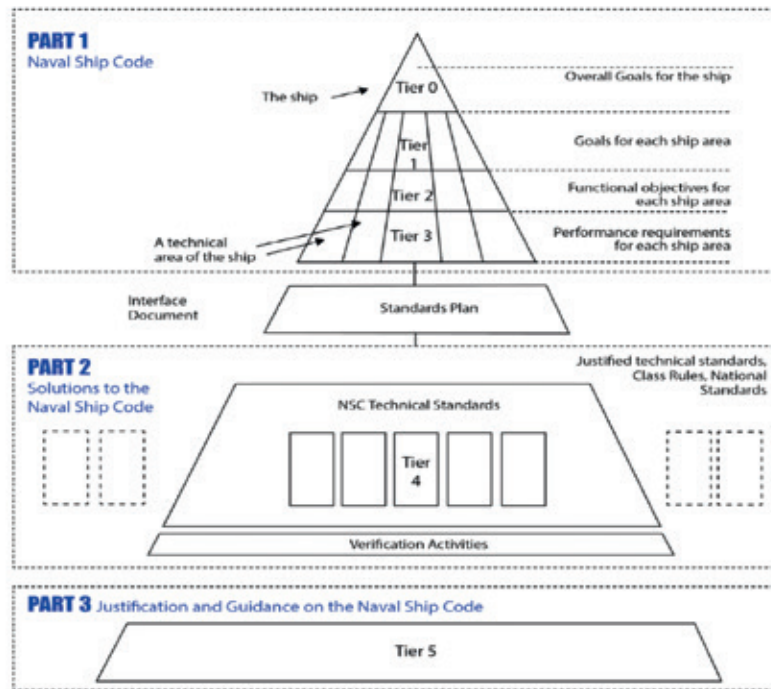 PART 1
Naval Ship Code
The ship
Tier 0
Overall Goals for the ship
Tier
1
Goals for each ship area
Tier 2
Functional objectives for
each ship area
A technical
area of the ship
Tier 3
Performance requirements
for each ship area
Interface
Document
Standards Plan
PART 2
Solutions to the
Naval Ship Code
Justified technical standards,
Class Rules, National
Standards
NSC Technical Standards
Tier
4
Verification Activities
PART 3 Justification and Guidance on the Naval Ship Code
Tier 5